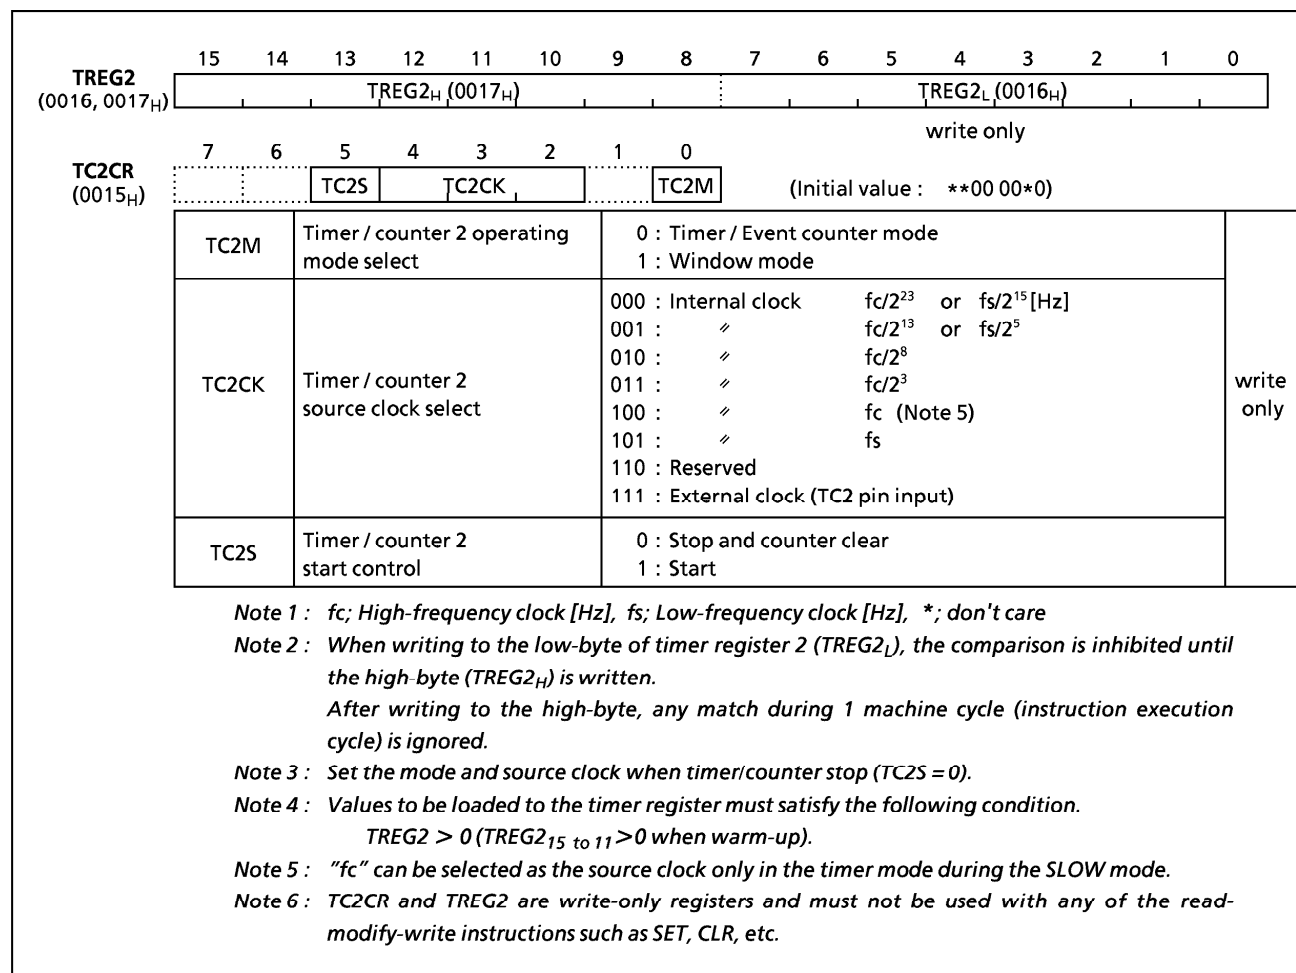 15 14 13 12 11 10 9 8 7 6 5 4 3 2 1 0
TREG2
(0016, 0017H)
TREG2H (0017H) TREG2L (0016H)
write only
7 6 5 4 3 2 1 0
TC2CR
(0015H)
TC2S TC2CK TC2M (Initial value : **00 00*0)
TC2M
Timer / counter 2 operating
mode select
0 : Timer / Event counter mode
1 : Window mode
TC2CK
Timer / counter 2
source clock select
000 : Internal clock fc/2²³ or fs/2¹⁵ [Hz]
001 : 〃 fc/2¹³ or fs/2⁵
010 : 〃 fc/2⁸
011 : 〃 fc/2³
100 : 〃 fc (Note 5)
101 : 〃 fs
110 : Reserved
111 : External clock (TC2 pin input)
write
only
TC2S
Timer / counter 2
start control
0 : Stop and counter clear
1 : Start
Note 1 : fc; High-frequency clock [Hz], fs; Low-frequency clock [Hz], *; don't care
Note 2 : When writing to the low-byte of timer register 2 (TREG2L), the comparison is inhibited until
the high-byte (TREG2H) is written.
After writing to the high-byte, any match during 1 machine cycle (instruction execution
cycle) is ignored.
Note 3 : Set the mode and source clock when timer/counter stop (TC2S = 0).
Note 4 : Values to be loaded to the timer register must satisfy the following condition.
TREG2 > 0 (TREG215 to 11 > 0 when warm-up).
Note 5 : "fc" can be selected as the source clock only in the timer mode during the SLOW mode.
Note 6 : TC2CR and TREG2 are write-only registers and must not be used with any of the read-
modify-write instructions such as SET, CLR, etc.